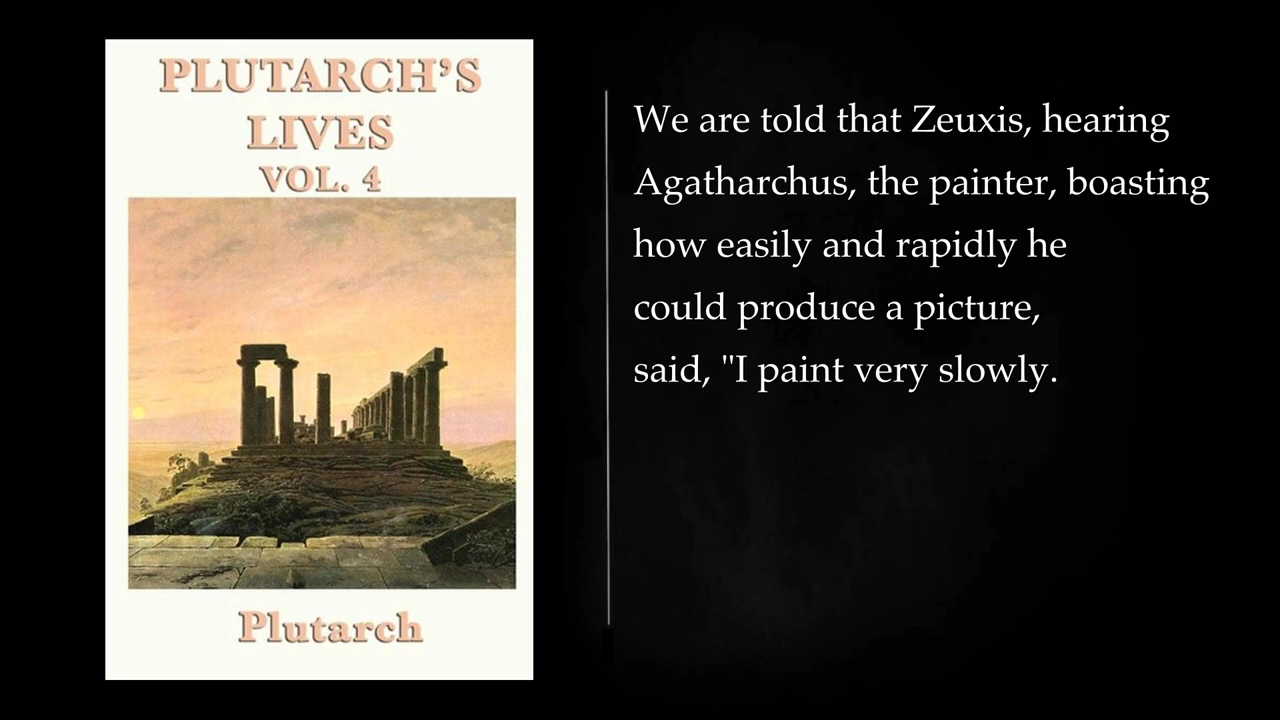 PLUTARCH'S
LIVES
VOL. 4
Plutarch
We are told that Zeuxis, hearing
Agatharchus, the painter, boasting
how easily and rapidly he
could produce a picture,
said, "I paint very slowly.